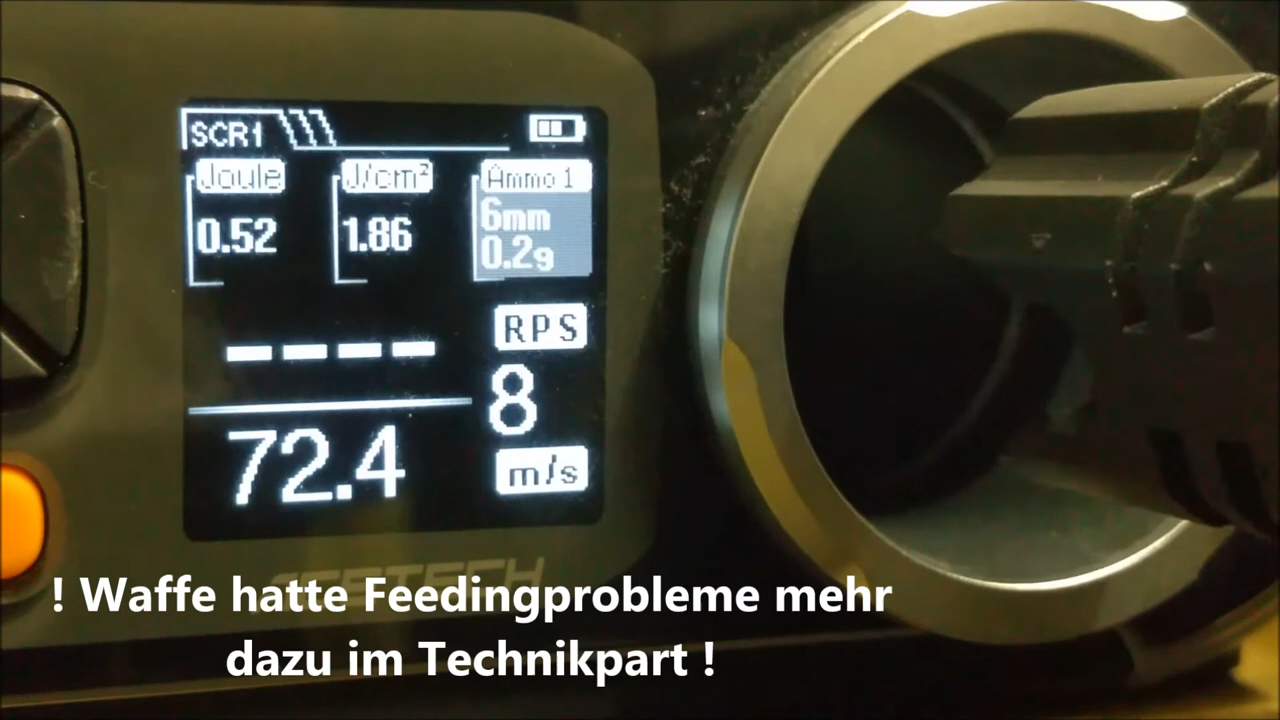 SCR1
Joule J/cm² Ammo 1
0.52 1.86 6mm
0.2g
RPS
----
8
72.4 m/s
! Waffe hatte Feedingprobleme mehr
dazu im Technikpart !